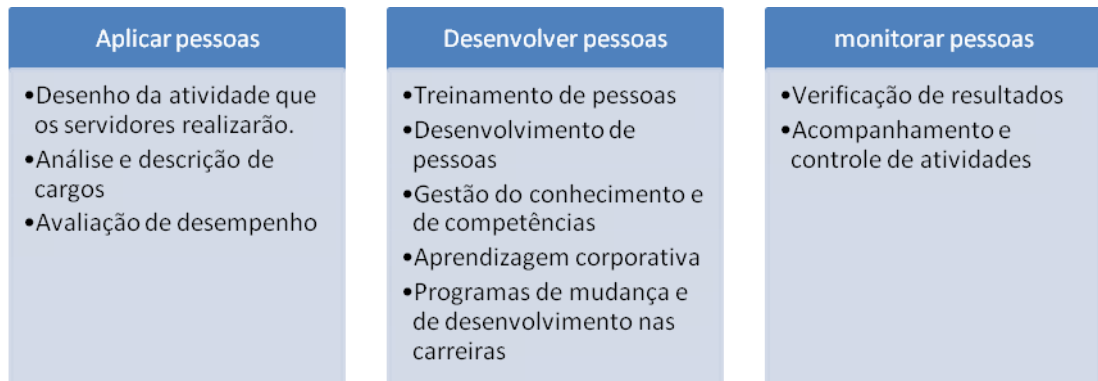 Aplicar pessoas
•Desenho da atividade que
os servidores realizarão.
•Análise e descrição de
cargos
•Avaliação de desempenho
Desenvolver pessoas
•Treinamento de pessoas
•Desenvolvimento de
pessoas
•Gestão do conhecimento e
de competências
•Aprendizagem corporativa
•Programas de mudança e
de desenvolvimento nas
carreiras
monitorar pessoas
•Verificação de resultados
•Acompanhamento e
controle de atividades